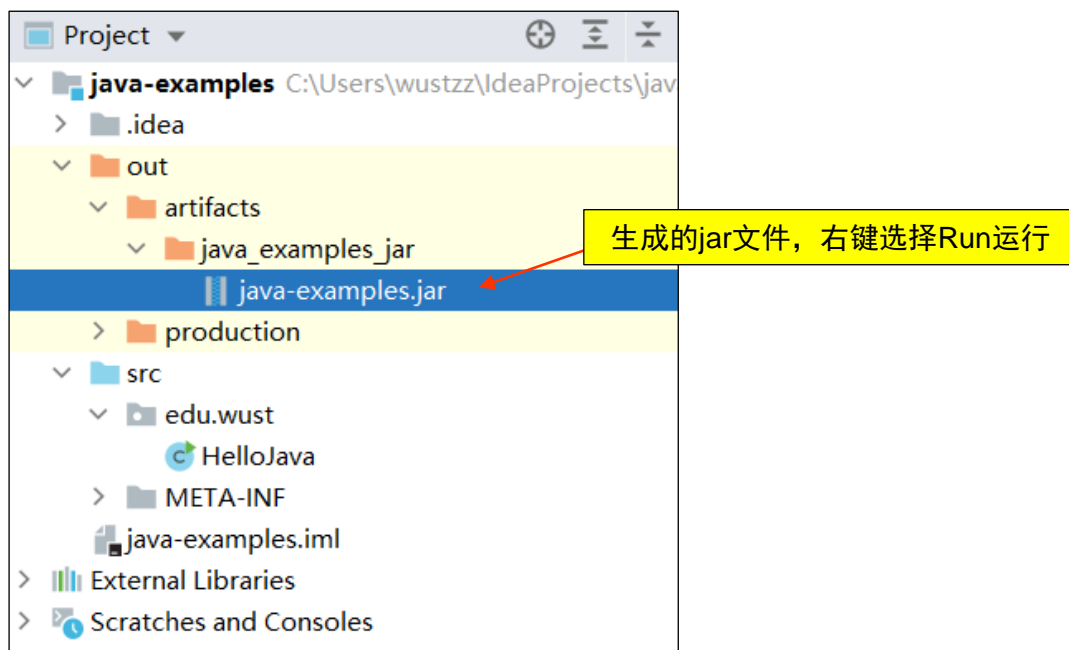 Project
java-examples C:\Users\wustzz\IdeaProjects\jav
.idea
out
artifacts
java_examples_jar
生成的jar文件，右键选择Run运行
java-examples.jar
production
src
edu.wust
HelloJava
META-INF
java-examples.iml
External Libraries
Scratches and Consoles